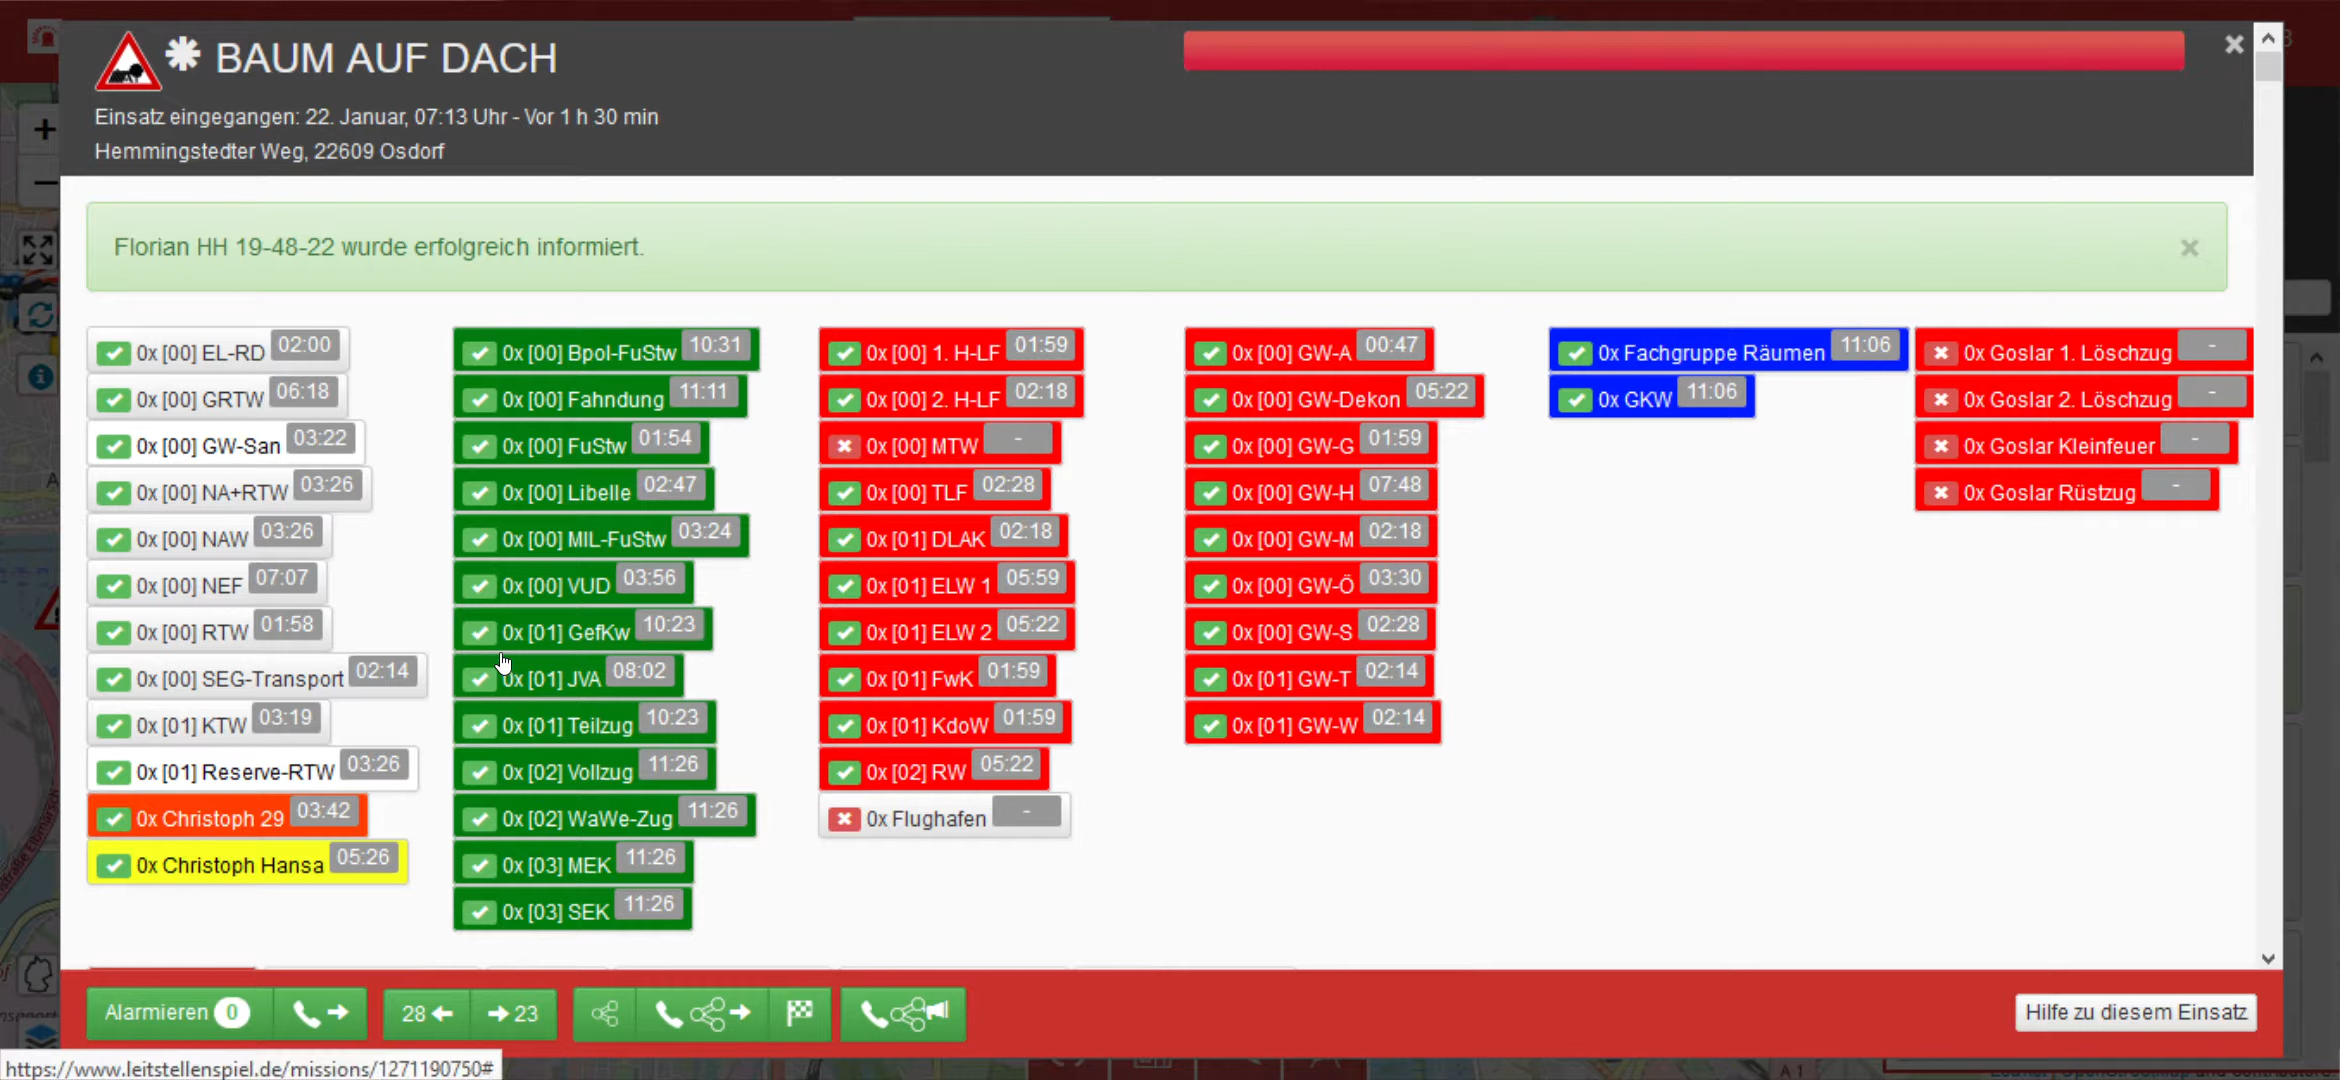 BAUM AUF DACH
Einsatz eingegangen: 22. Januar, 07:13 Uhr - Vor 1 h 30 min
Hemmingstedter Weg, 22609 Osdorf
Florian HH 19-48-22 wurde erfolgreich informiert.
0x [00] EL-RD 02:00
0x [00] GRTW 06:18
0x [00] GW-San 03:22
0x [00] NA+RTW 03:26
0x [00] NAW 03:26
0x [00] NEF 07:07
0x [00] RTW 01:58
0x [00] SEG-Transport 02:14
0x [01] KTW 03:19
0x [01] Reserve-RTW 03:26
0x Christoph 29 03:42
0x Christoph Hansa 05:26
0x [00] Bpol-FuStw 10:31
0x [00] Fahndung 11:11
0x [00] FuStw 01:54
0x [00] Libelle 02:47
0x [00] MIL-FuStw 03:24
0x [00] VUD 03:56
0x [01] GefKw 10:23
0x [01] JVA 08:02
0x [01] Teilzug 10:23
0x [02] Vollzug 11:26
0x [02] WaWe-Zug 11:26
0x [03] MEK 11:26
0x [03] SEK 11:26
0x [00] 1. H-LF 01:59
0x [00] 2. H-LF 02:18
0x [00] MTW -
0x [00] TLF 02:28
0x [01] DLAK 02:18
0x [01] ELW 1 05:59
0x [01] ELW 2 05:22
0x [01] FwK 01:59
0x [01] KdoW 01:59
0x [02] RW 05:22
0x Flughafen -
0x [00] GW-A 00:47
0x [00] GW-Dekon 05:22
0x [00] GW-G 01:59
0x [00] GW-H 07:48
0x [00] GW-M 02:18
0x [00] GW-Ö 03:30
0x [00] GW-S 02:28
0x [01] GW-T 02:14
0x [01] GW-W 02:14
0x Fachgruppe Räumen 11:06
0x GKW 11:06
0x Goslar 1. Löschzug -
0x Goslar 2. Löschzug -
0x Goslar Kleinfeuer -
0x Goslar Rüstzug -
Alarmieren 0
28
23
Hilfe zu diesem Einsatz
https://www.leitstellenspiel.de/missions/1271190750#
A 1